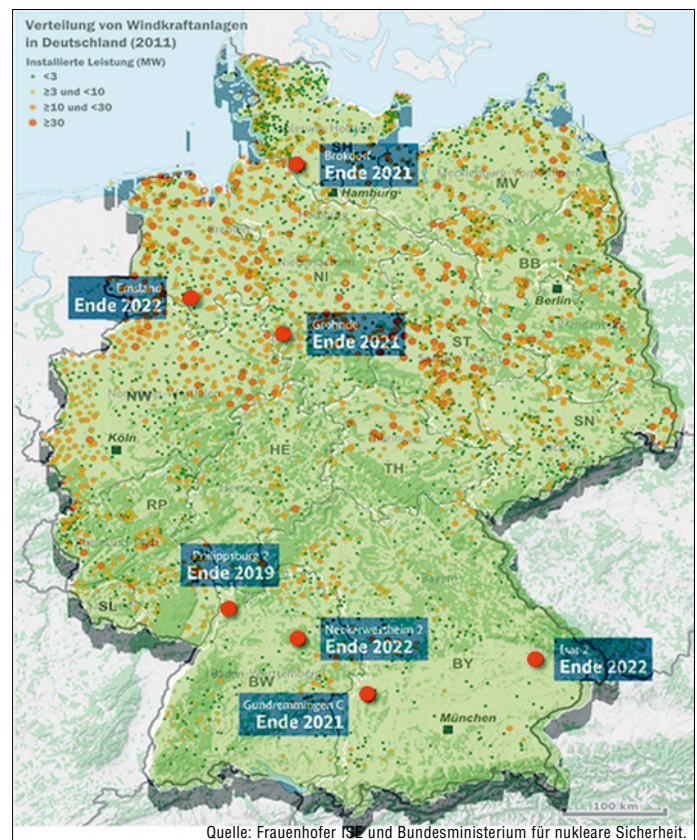 Verteilung von Windkraftanlagen
in Deutschland (2011)
Installierte Leistung (MW)
<3
≥3 und <10
≥10 und <30
≥30
SH
Brokdorf
Ende 2021
Hamburg
Mecklenburg-Vorpommern
MV
NI
BB
Berlin
Emsland
Ende 2022
Grohnde
Ende 2021
ST
NW
Köln
SN
HE
TH
RP
Philippsburg 2
Ende 2019
SL
Neckarwestheim 2
Ende 2022
Isar 2
Ende 2022
BY
BW
Gundremmingen C
Ende 2021
München
100 km
Quelle: Frauenhofer ISE und Bundesministerium für nukleare Sicherheit.